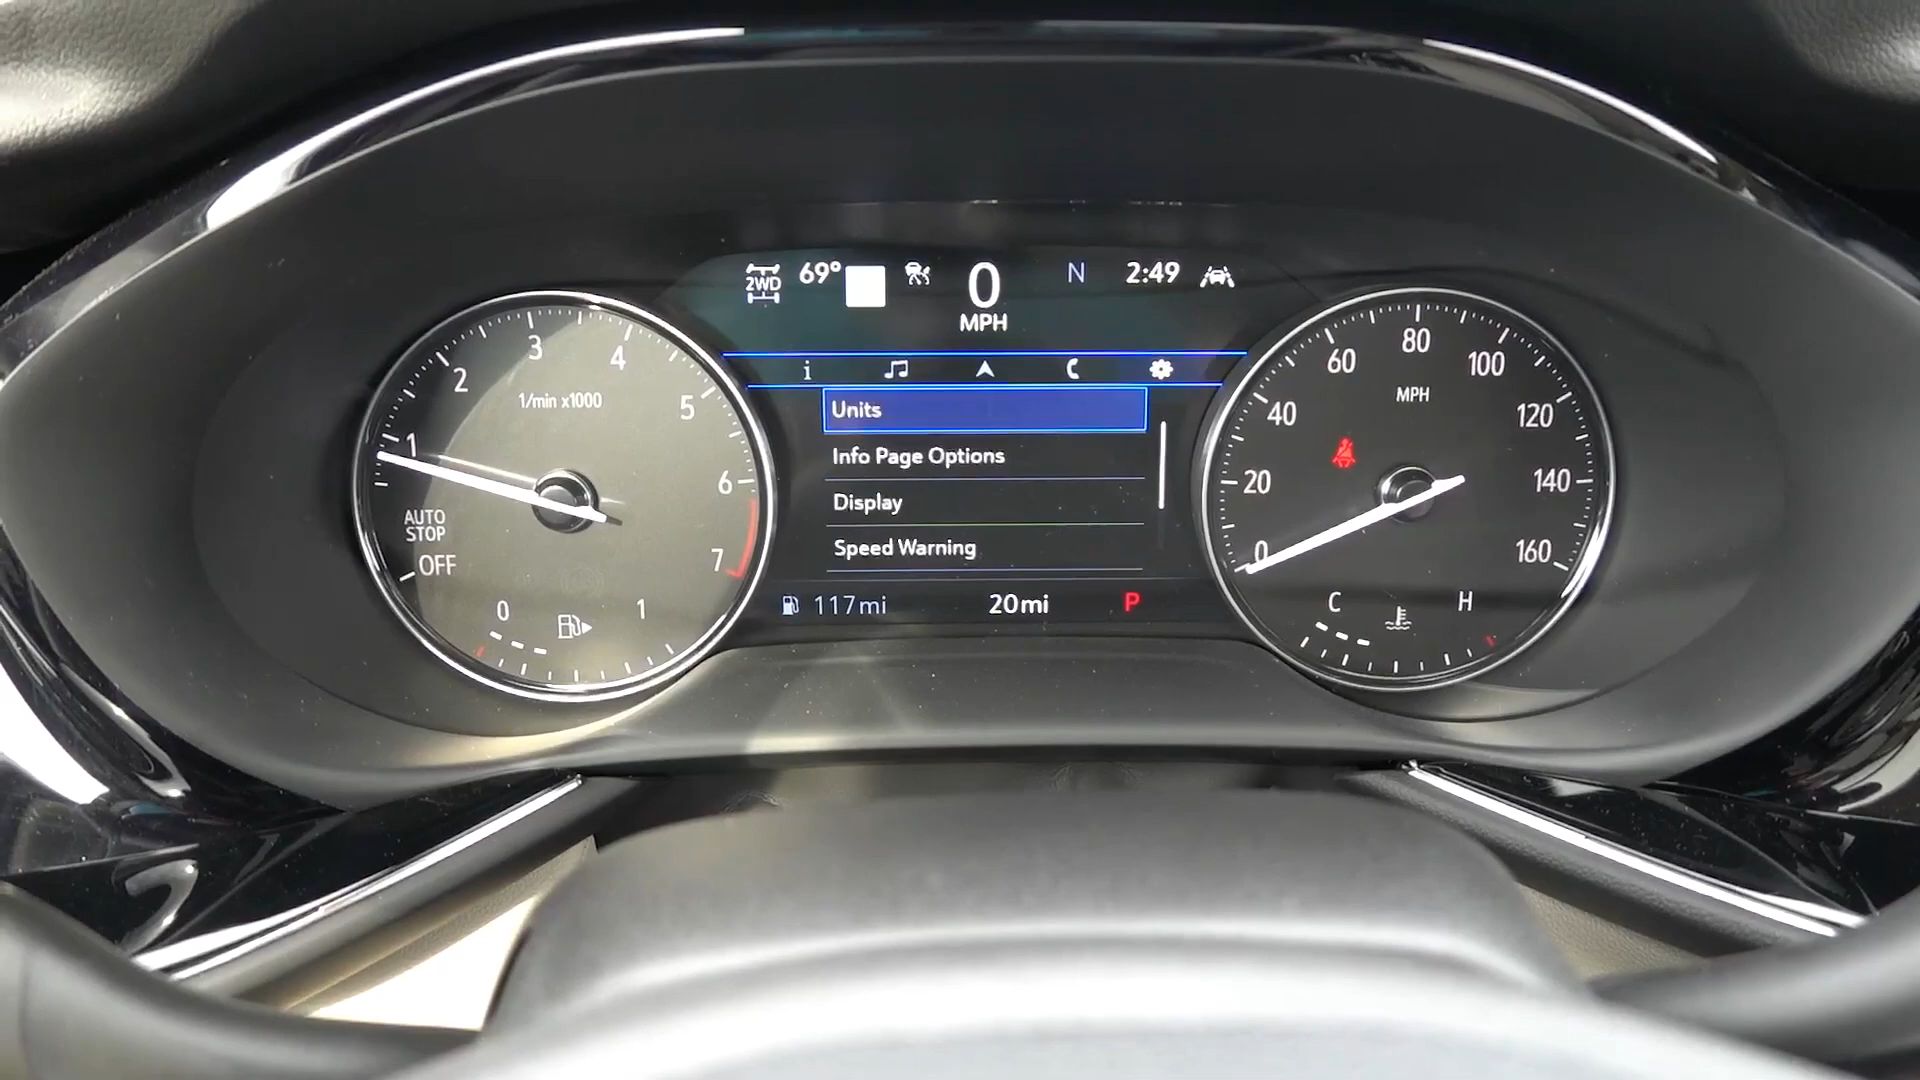 2WD 69° 0 N 2:49
MPH
1/min x1000
1 2 3 4 5 6 7
AUTO
STOP
OFF
0 1
Units
Info Page Options
Display
Speed Warning
117mi 20mi P
MPH
0 20 40 60 80 100 120 140 160
C H